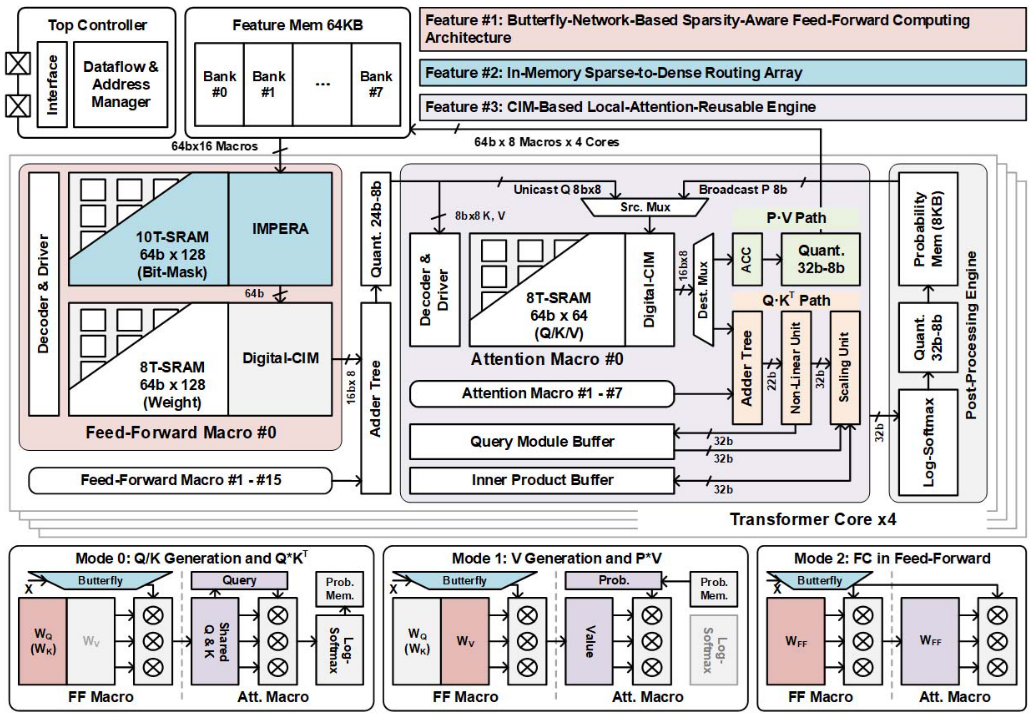 Top Controller
Interface
Dataflow &
Address
Manager
Feature Mem 64KB
Bank
#0
Bank
#1
...
Bank
#7
Feature #1: Butterfly-Network-Based Sparsity-Aware Feed-Forward Computing
Architecture
Feature #2: In-Memory Sparse-to-Dense Routing Array
Feature #3: CIM-Based Local-Attention-Reusable Engine
64bx16 Macros
64b x 8 Macros x 4 Cores
Decoder & Driver
10T-SRAM
64b x 128
(Bit-Mask)
IMPERA
64b
8T-SRAM
64b x 128
(Weight)
Digital-CIM
16bx 8
Feed-Forward Macro #0
Feed-Forward Macro #1 - #15
Quant. 24b-8b
Adder Tree
Unicast Q 8bx8
Broadcast P 8b
8bx8 K, V
Src. Mux
Decoder &
Driver
8T-SRAM
64b x 64
(Q/K/V)
Digital-CIM
16bx8
Dest. Mux
Attention Macro #0
P·V Path
ACC
Quant.
32b-8b
Q·Kᵀ Path
Adder Tree
22b
Non-Linear Unit
32b
Scaling Unit
Attention Macro #1 - #7
Query Module Buffer
32b
32b
Inner Product Buffer
32b
32b
Probability
Mem (8KB)
Quant.
32b-8b
Log-Softmax
Post-Processing Engine
Transformer Core x4
Mode 0: Q/K Generation and Q*Kᵀ
X
Butterfly
W_Q
(W_K)
W_V
FF Macro
Query
Shared
Q & K
Prob.
Mem.
Log-
Softmax
Att. Macro
Mode 1: V Generation and P*V
X
Butterfly
W_Q
(W_K)
W_V
FF Macro
Prob.
Value
Prob.
Mem.
Log-
Softmax
Att. Macro
Mode 2: FC in Feed-Forward
X
Butterfly
W_FF
FF Macro
W_FF
Att. Macro